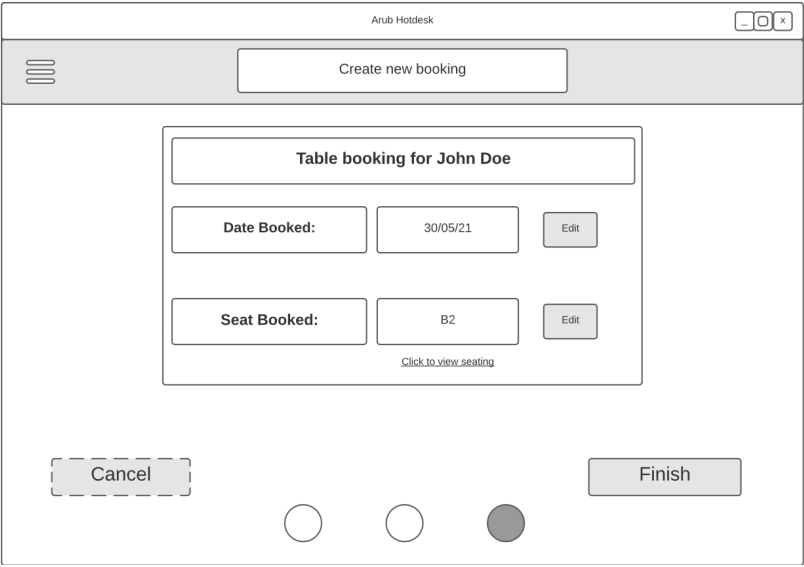 Arub Hotdesk
_ x
Create new booking
Table booking for John Doe
Date Booked: 30/05/21 Edit
Seat Booked: B2 Edit
Click to view seating
Cancel Finish